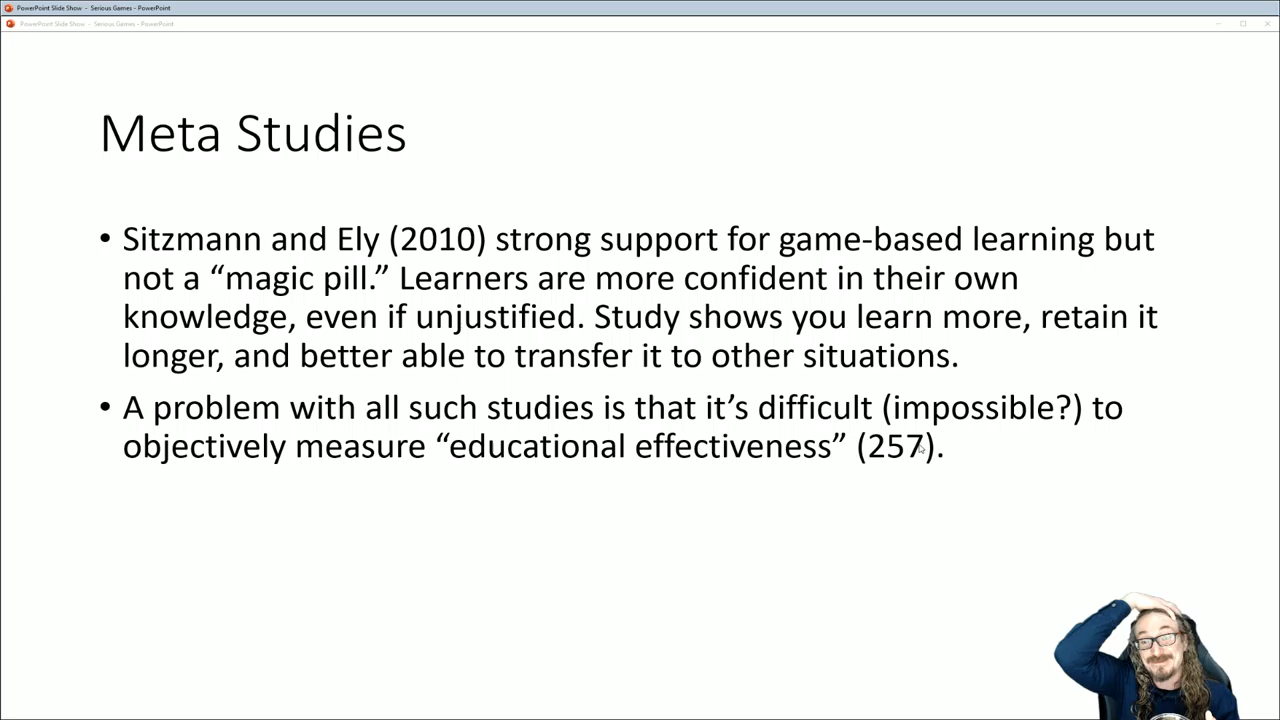 PowerPoint Slide Show - Serious Games - PowerPoint
PowerPoint Slide Show - Serious Games - PowerPoint
Meta Studies
• Sitzmann and Ely (2010) strong support for game-based learning but
not a “magic pill.” Learners are more confident in their own
knowledge, even if unjustified. Study shows you learn more, retain it
longer, and better able to transfer it to other situations.
• A problem with all such studies is that it’s difficult (impossible?) to
objectively measure “educational effectiveness” (257).